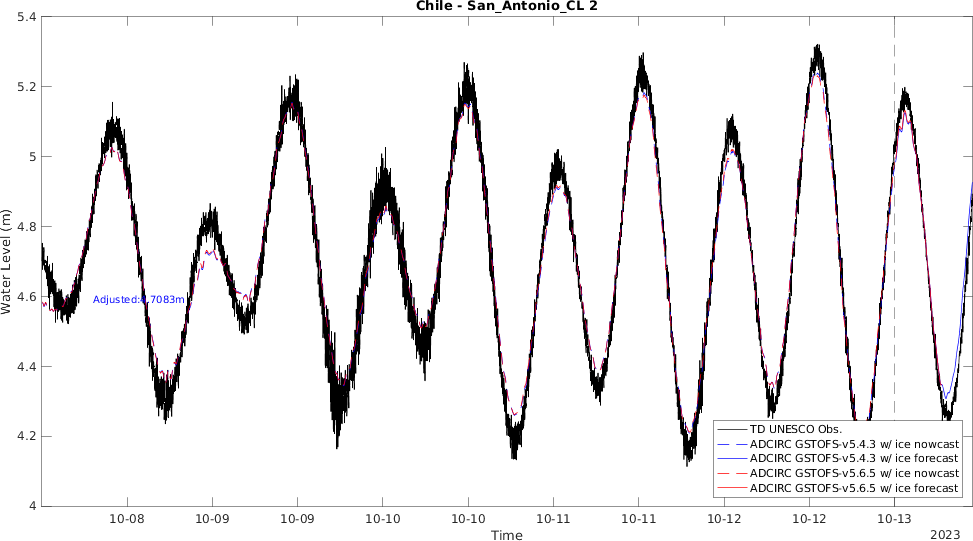 Chile - San_Antonio_CL 2
5.4
5.2
5
4.8
4.6
4.4
4.2
4
Water Level (m)
Adjusted:4.7083m
TD UNESCO Obs.
ADCIRC GSTOFS-v5.4.3 w/ ice nowcast
ADCIRC GSTOFS-v5.4.3 w/ ice forecast
ADCIRC GSTOFS-v5.6.5 w/ ice nowcast
ADCIRC GSTOFS-v5.6.5 w/ ice forecast
10-08 10-09 10-09 10-10 10-10 10-11 10-11 10-12 10-12 10-13
Time
2023